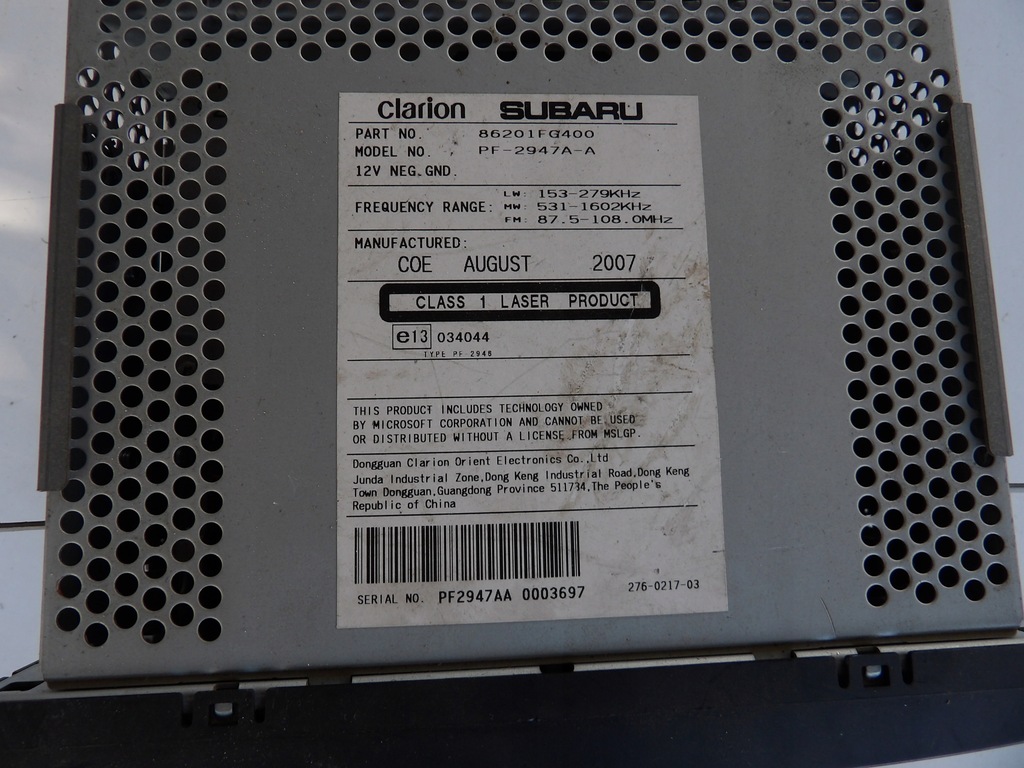 clarion SUBARU
PART NO. 86201FG400
MODEL NO. PF-2947A-A
12V NEG.GND.
FREQUENCY RANGE: LW: 153-279KHz
MW: 531-1602KHz
FM: 87.5-108.0MHz
MANUFACTURED:
COE AUGUST 2007
CLASS 1 LASER PRODUCT
e13 034044
TYPE PF 2946
THIS PRODUCT INCLUDES TECHNOLOGY OWNED
BY MICROSOFT CORPORATION AND CANNOT BE USED
OR DISTRIBUTED WITHOUT A LICENSE FROM MSLGP.
Dongguan Clarion Orient Electronics Co.,Ltd
Junda Industrial Zone,Dong Keng Industrial Road,Dong Keng
Town Dongguan,Guangdong Province 511734,The People's
Republic of China
SERIAL NO. PF2947AA 0003697
276-0217-03